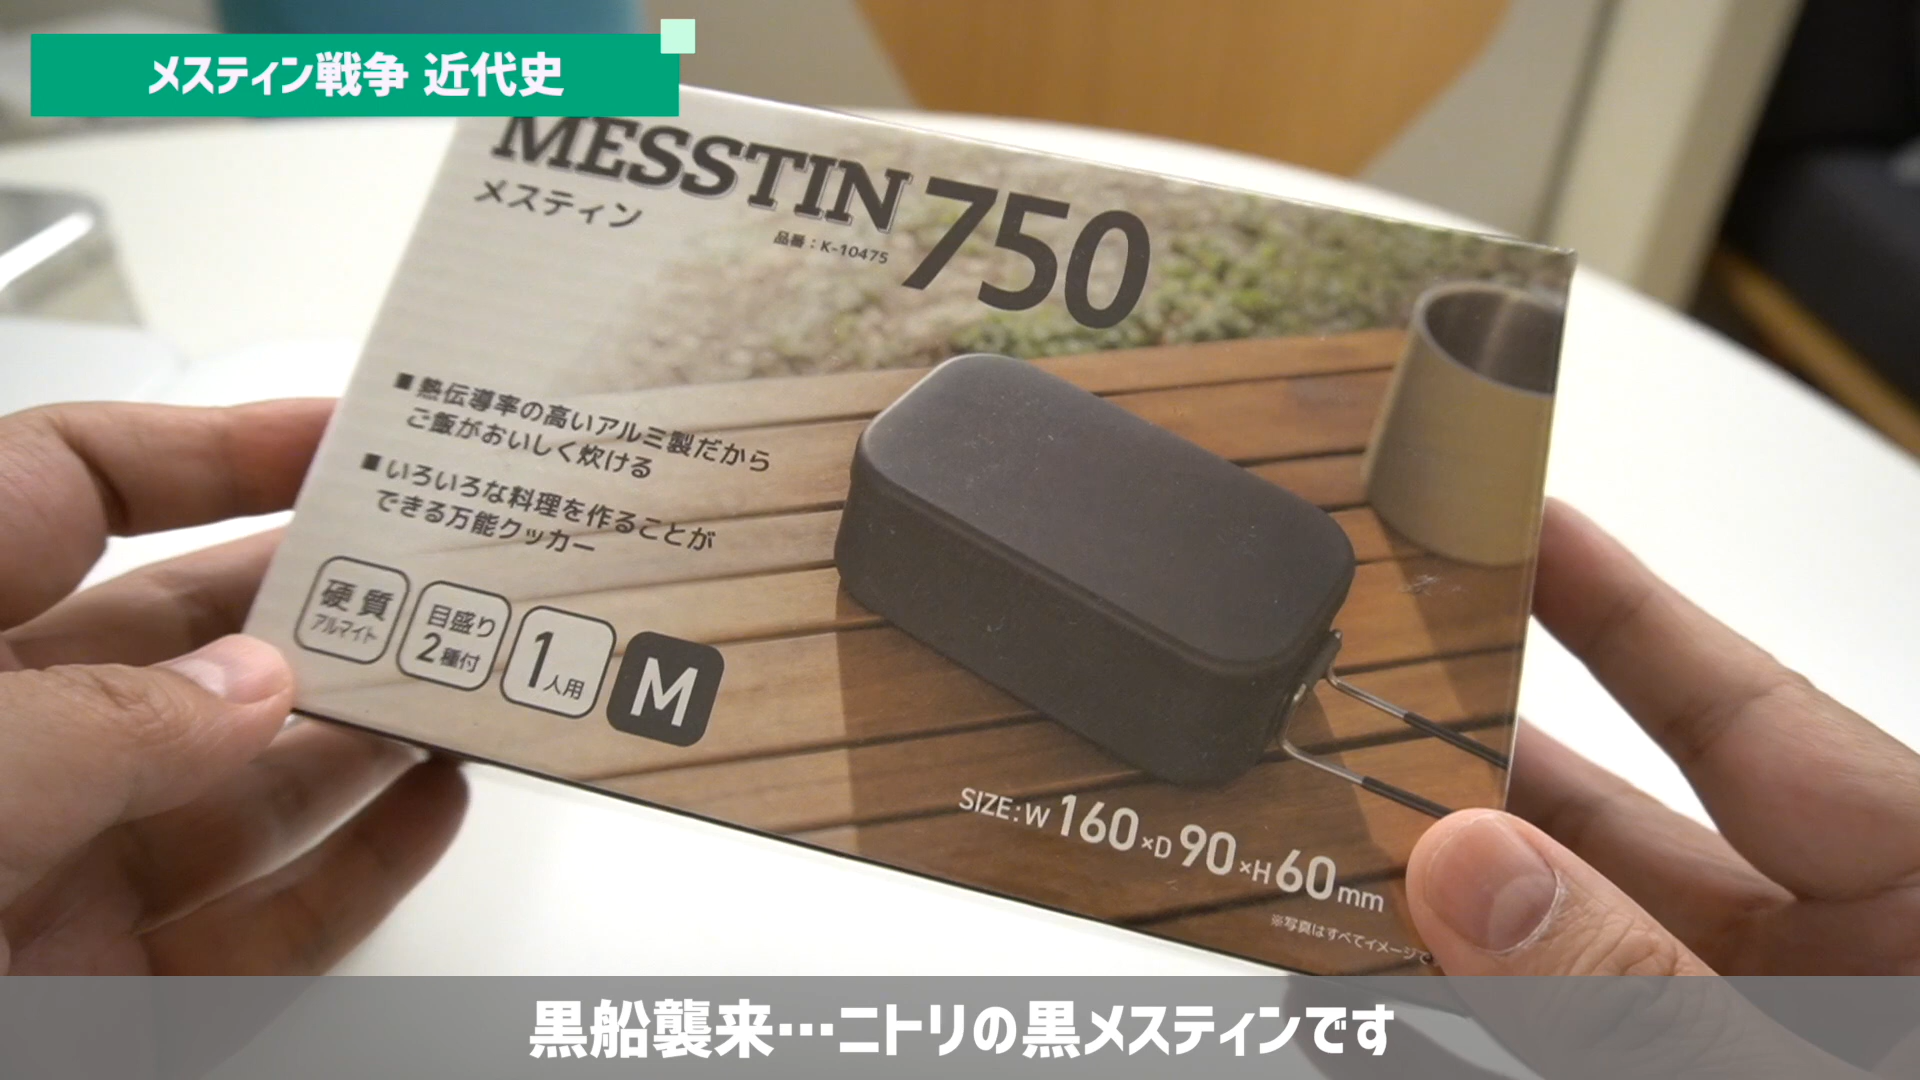 メスティン戦争 近代史
MESSTIN 750
メスティン
品番：K-10475
■熱伝導率の高いアルミ製だから
ご飯がおいしく炊ける
■いろいろな料理を作ることが
できる万能クッカー
硬質
アルマイト
目盛り
2種付
1人用
M
SIZE:W160×D90×H60mm
※写真はすべてイメージで
黒船襲来…ニトリの黒メスティンです